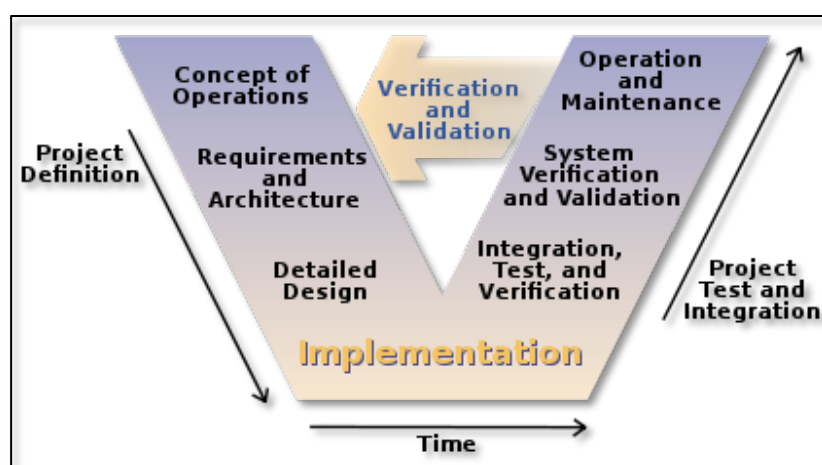 Concept of
Operations
Verification
and
Validation
Operation
and
Maintenance
Project
Definition
Requirements
and
Architecture
System
Verification
and Validation
Detailed
Design
Integration,
Test, and
Verification
Project
Test and
Integration
Implementation
Time